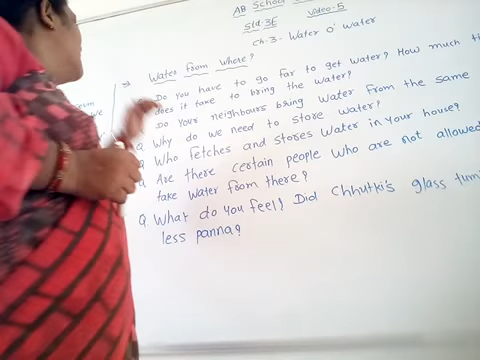 AB School
Std-3E Video-5
Ch-3- Water O' Water
→ Water from where?
Do you have to go far to get water? How much
does it take to bring the water?
Do your neighbours bring water from the same
Q Why do we need to store water?
Q Who Fetches and stores Water in your house?
Q Are there certain people who are not allowed
take water from there?
Q What do you feel? Did Chhutki's glass
less panna?